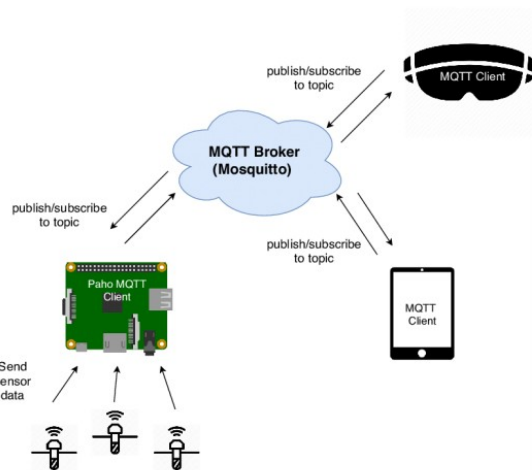 publish/subscribe
to topic
MQTT Client
MQTT Broker
(Mosquitto)
publish/subscribe
to topic
publish/subscribe
to topic
Paho MQTT
Client
MQTT
Client
Send
ensor
data